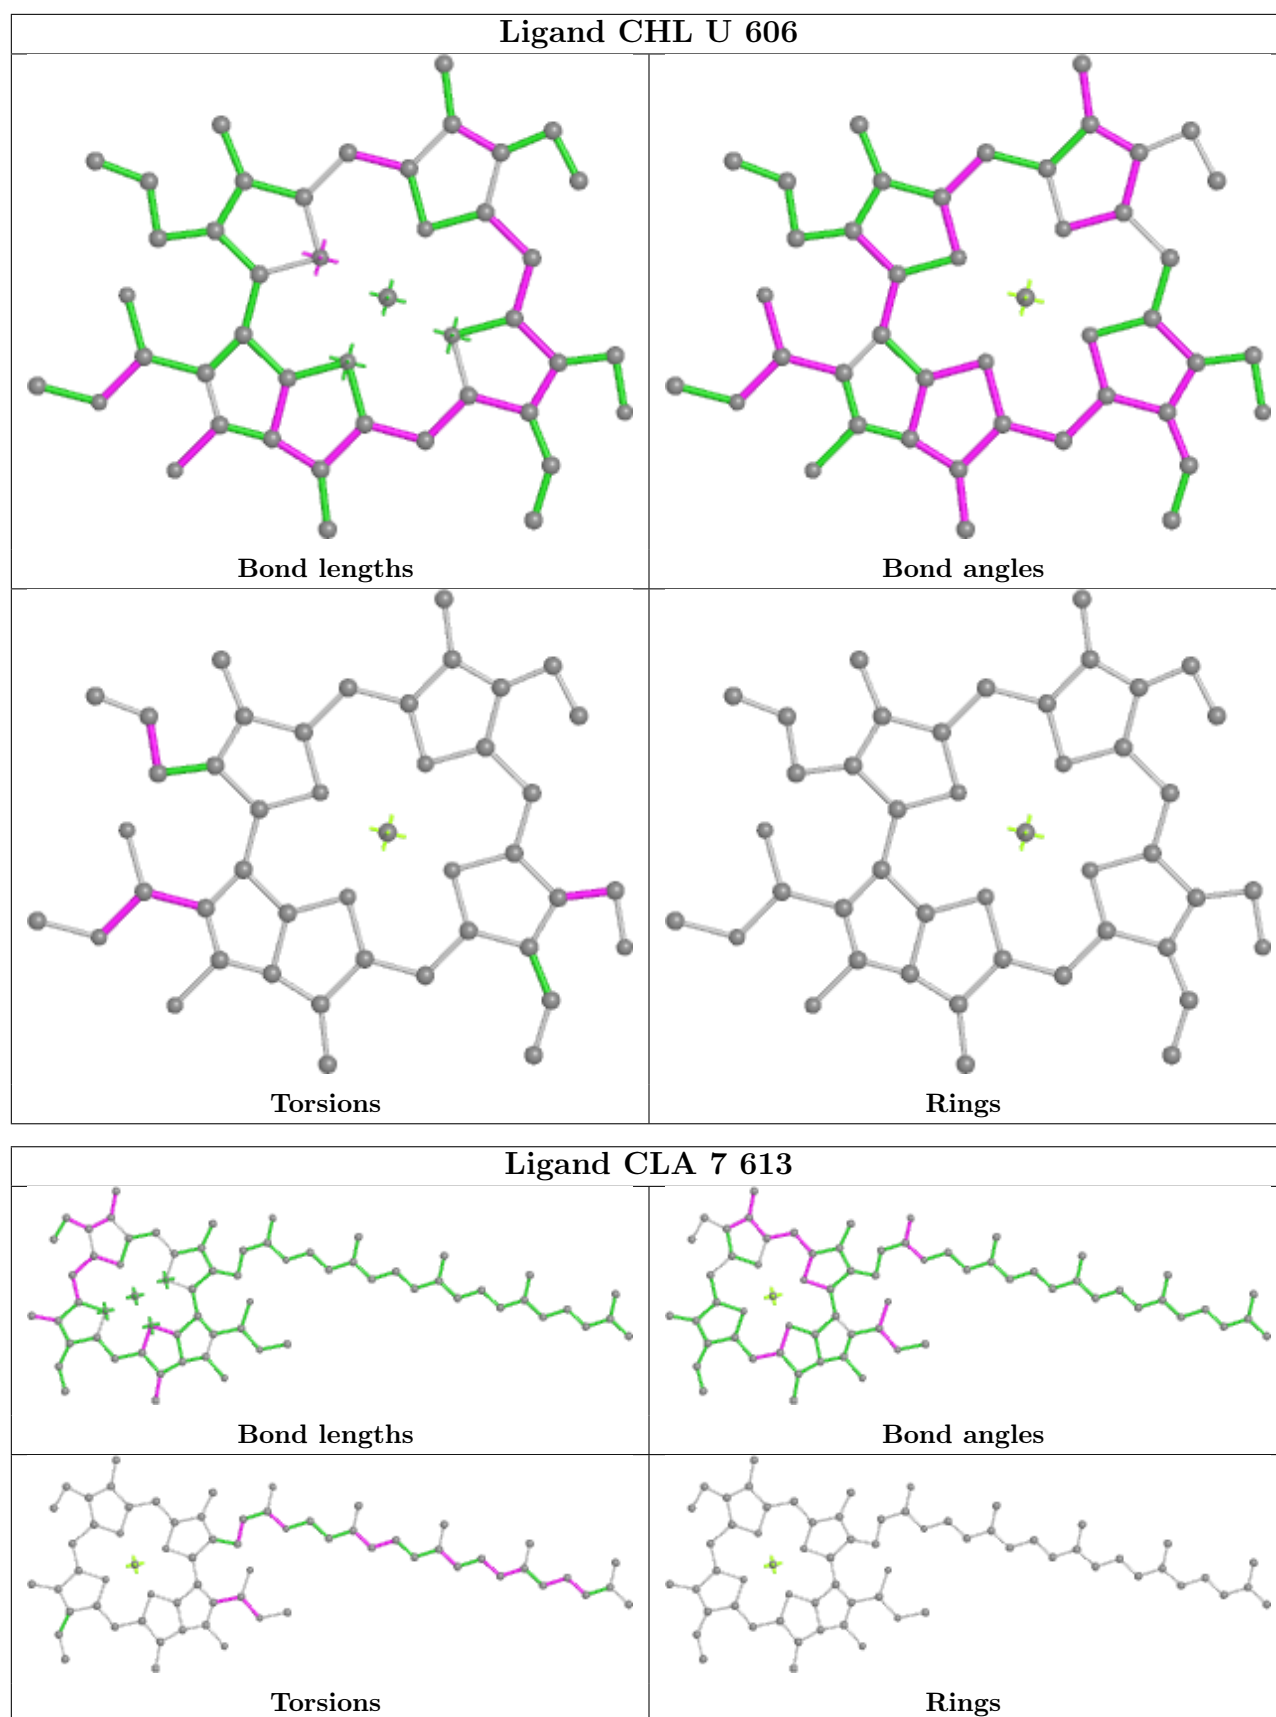 Ligand CHL U 606
Bond lengths
Bond angles
Torsions
Rings
Ligand CLA 7 613
Bond lengths
Bond angles
Torsions
Rings